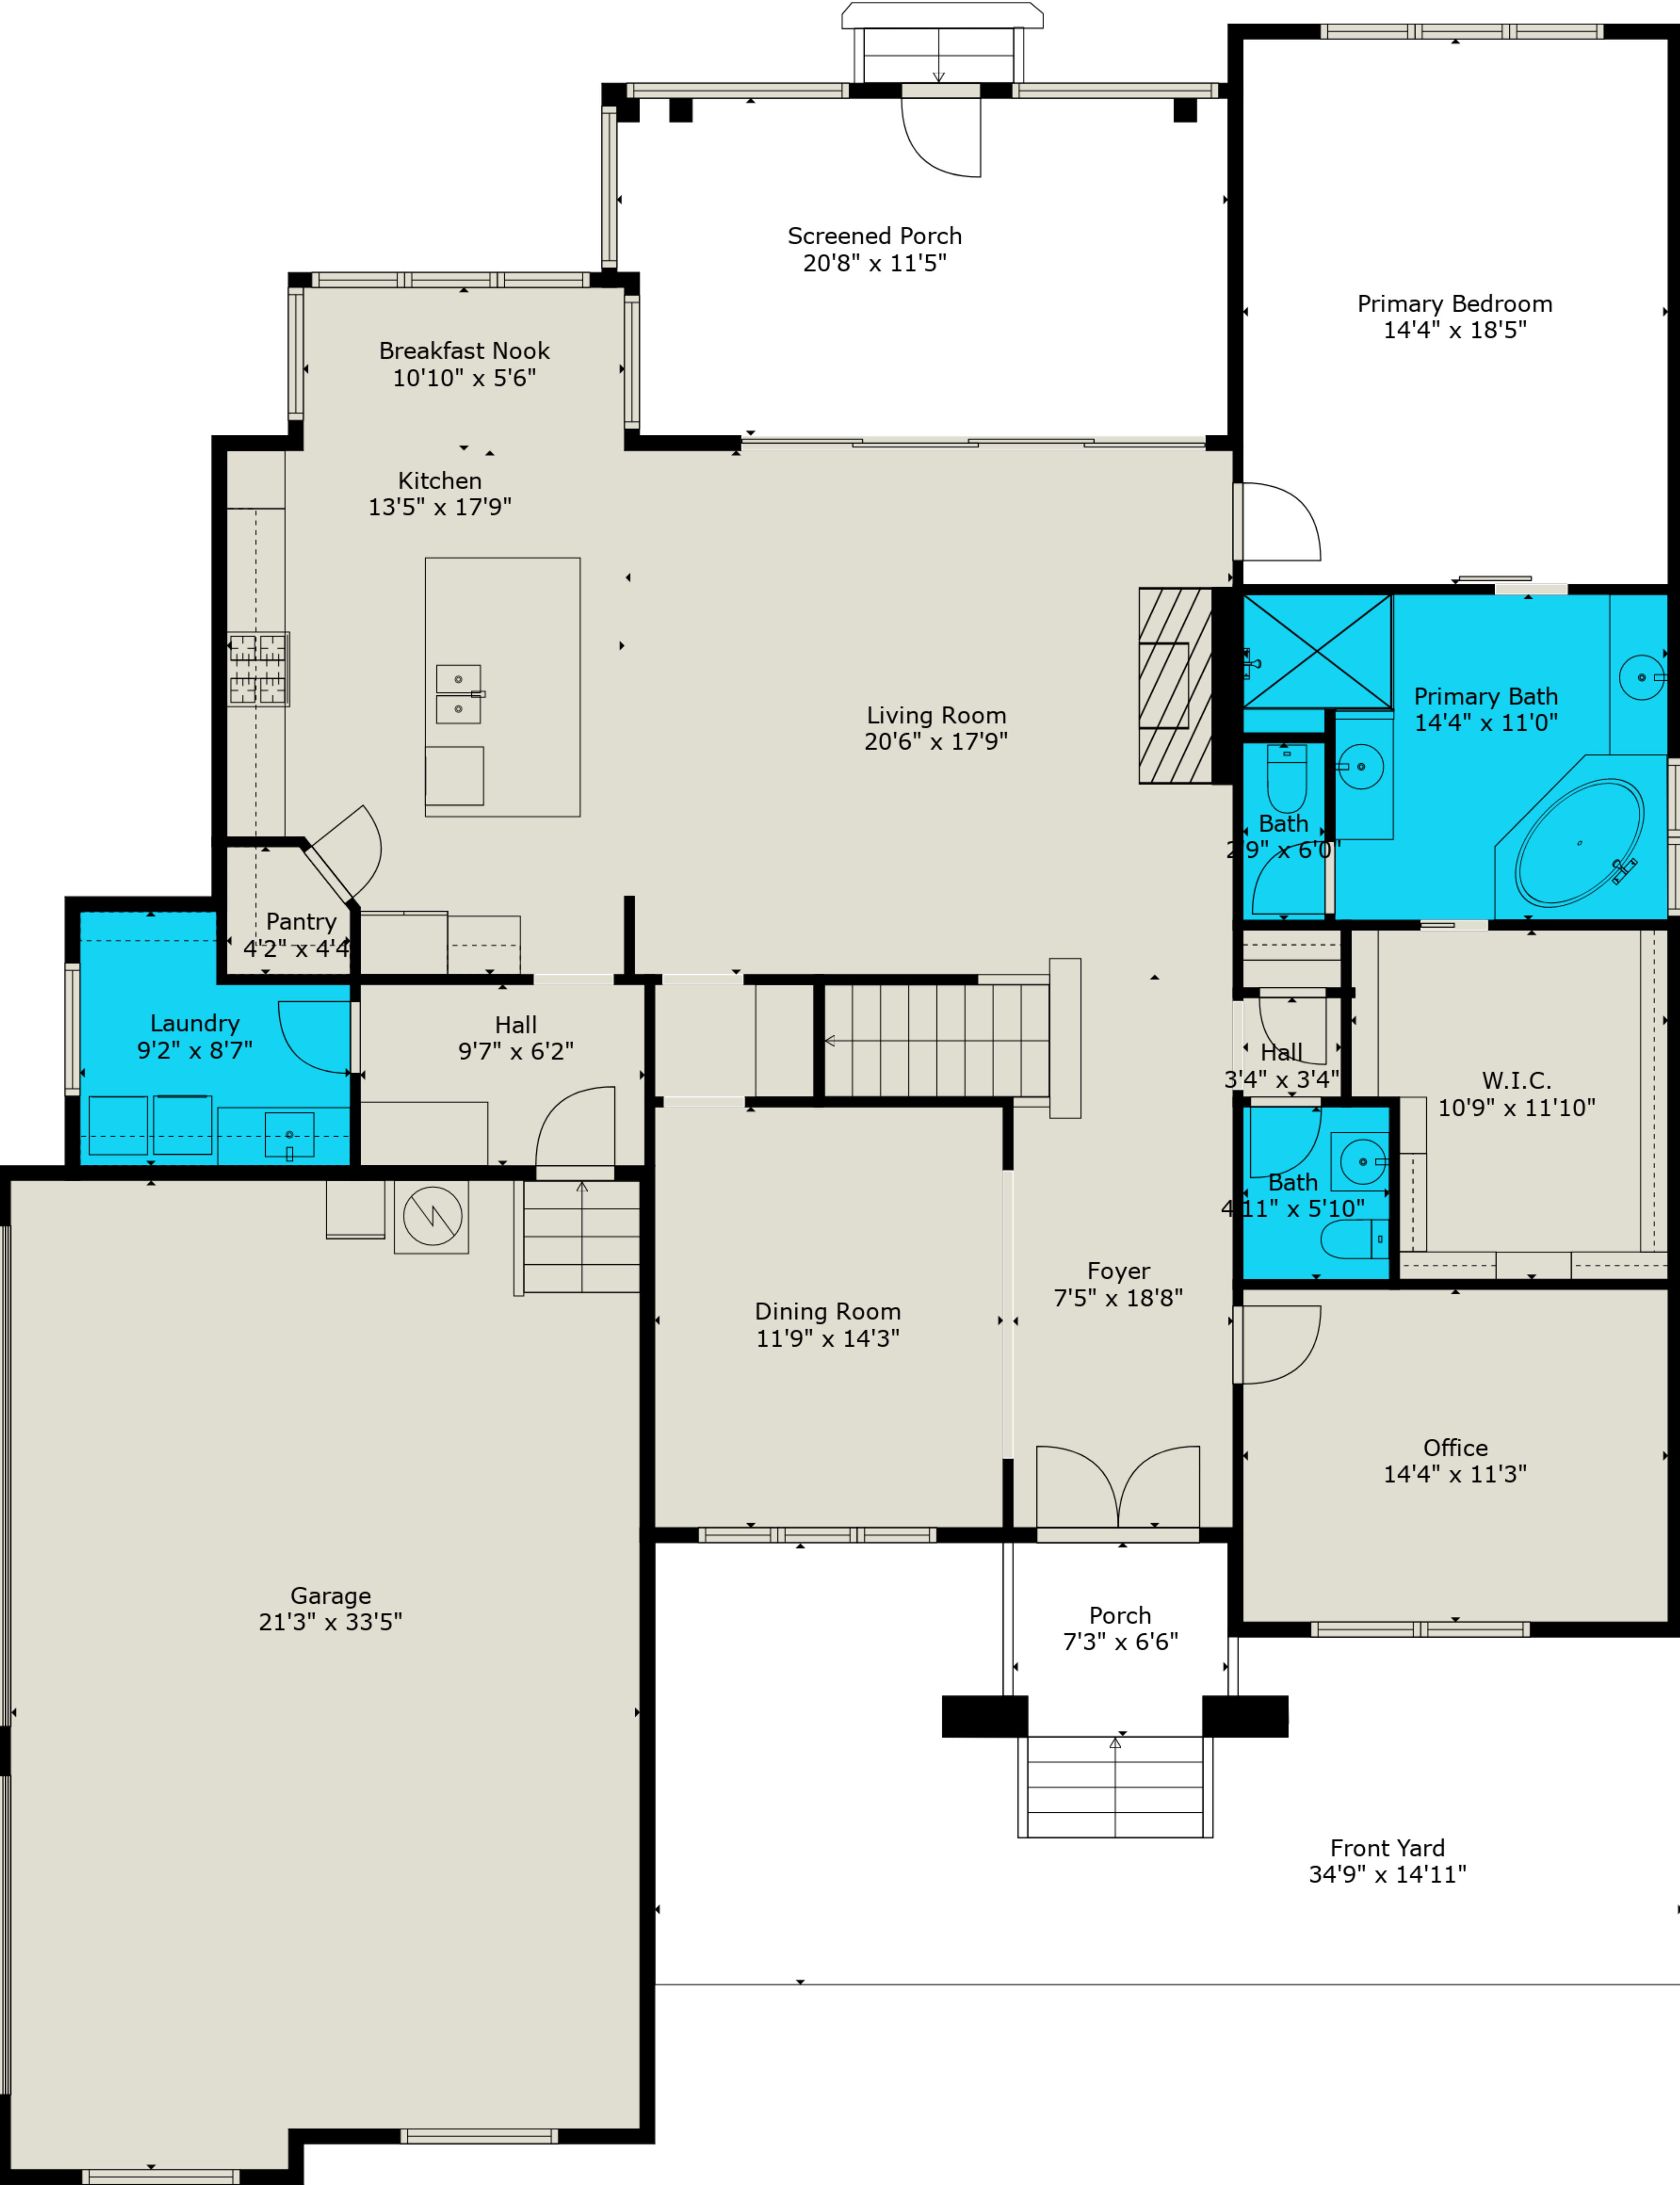 Screened Porch
20'8" x 11'5"
Primary Bedroom
14'4" x 18'5"
Breakfast Nook
10'10" x 5'6"
Kitchen
13'5" x 17'9"
Living Room
20'6" x 17'9"
Primary Bath
14'4" x 11'0"
Bath
2'9" x 6'0"
Pantry
4'2" x 4'4
Laundry
9'2" x 8'7"
Hall
9'7" x 6'2"
Hall
3'4" x 3'4"
W.I.C.
10'9" x 11'10"
Bath
4'11" x 5'10"
Foyer
7'5" x 18'8"
Dining Room
11'9" x 14'3"
Office
14'4" x 11'3"
Garage
21'3" x 33'5"
Porch
7'3" x 6'6"
Front Yard
34'9" x 14'11"